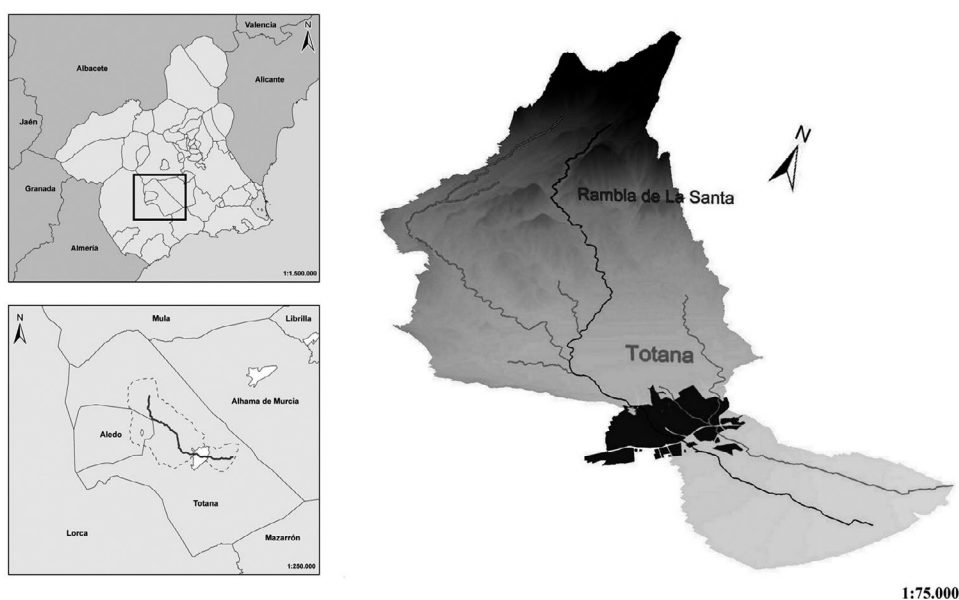 Valencia
N
Albacete
Alicante
Jaén
Granada
Almería
1:1.500.000
N
Mula
Librilla
Alhama de Murcia
Aledo
Totana
Lorca
Mazarrón
1:250.000
N
Rambla de La Santa
Totana
1:75.000